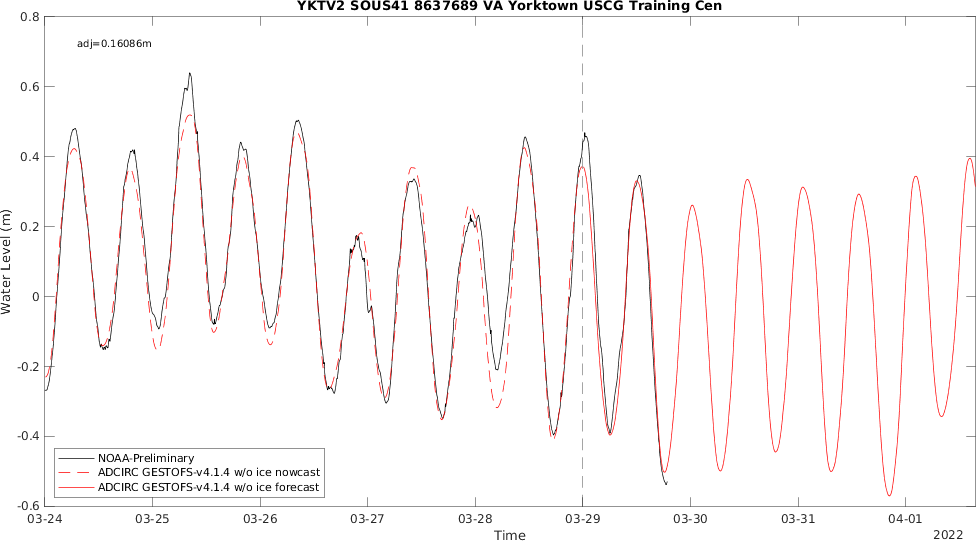 YKTV2 SOUS41 8637689 VA Yorktown USCG Training Cen
adj=0.16086m
Water Level (m)
0.8
0.6
0.4
0.2
0
-0.2
-0.4
-0.6
NOAA-Preliminary
ADCIRC GESTOFS-v4.1.4 w/o ice nowcast
ADCIRC GESTOFS-v4.1.4 w/o ice forecast
03-24 03-25 03-26 03-27 03-28 03-29 03-30 03-31 04-01
Time
2022